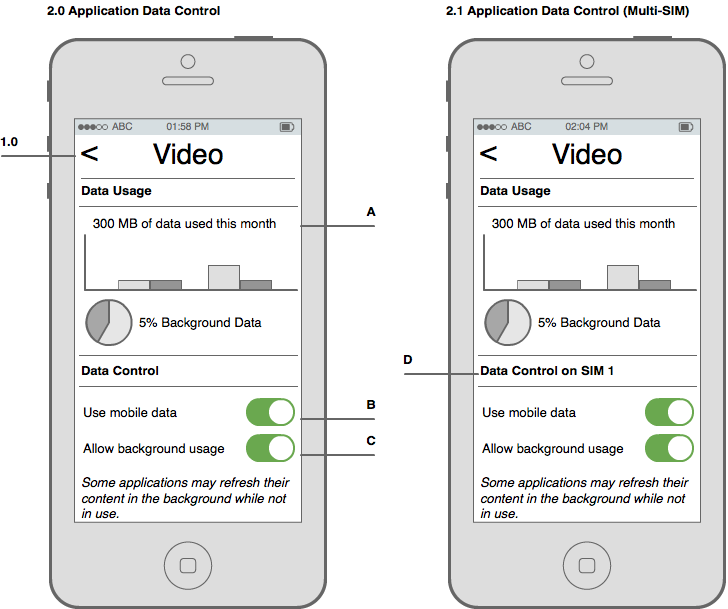 2.0 Application Data Control
ABC 01:58 PM
1.0
< Video
Data Usage
A
300 MB of data used this month
5% Background Data
Data Control
B
Use mobile data
C
Allow background usage
Some applications may refresh their
content in the background while not
in use.
2.1 Application Data Control (Multi-SIM)
ABC 02:04 PM
< Video
Data Usage
300 MB of data used this month
5% Background Data
D
Data Control on SIM 1
Use mobile data
Allow background usage
Some applications may refresh their
content in the background while not
in use.